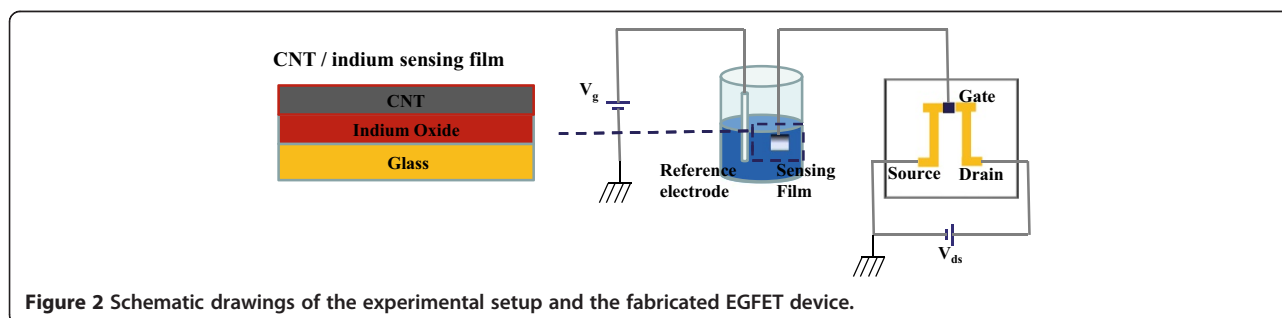 CNT / indium sensing film
CNT
Indium Oxide
Glass
Vg
Reference
electrode
Sensing
Film
Gate
Source
Drain
Vds
Figure 2 Schematic drawings of the experimental setup and the fabricated EGFET device.